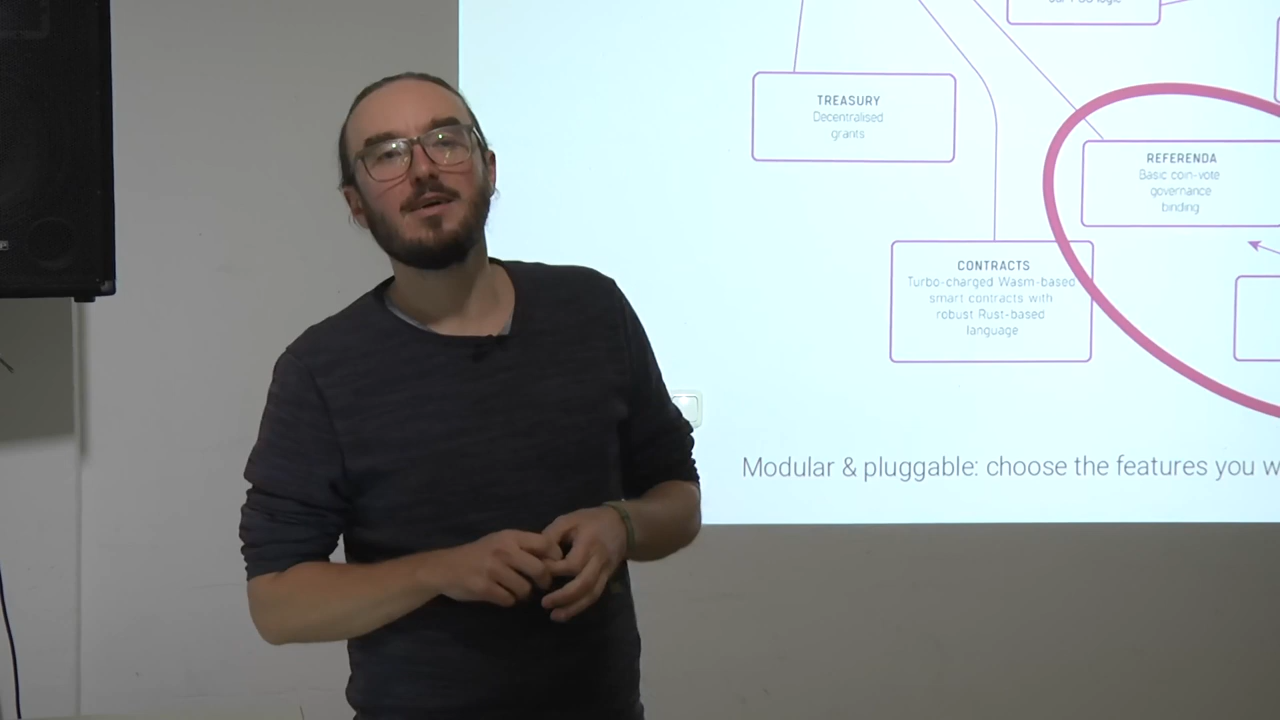 TREASURY
Decentralised
grants
REFERENDA
Basic coin-vote
governance
binding
CONTRACTS
Turbo-charged Wasm-based
smart contracts with
robust Rust-based
language
Modular & pluggable: choose the features you w